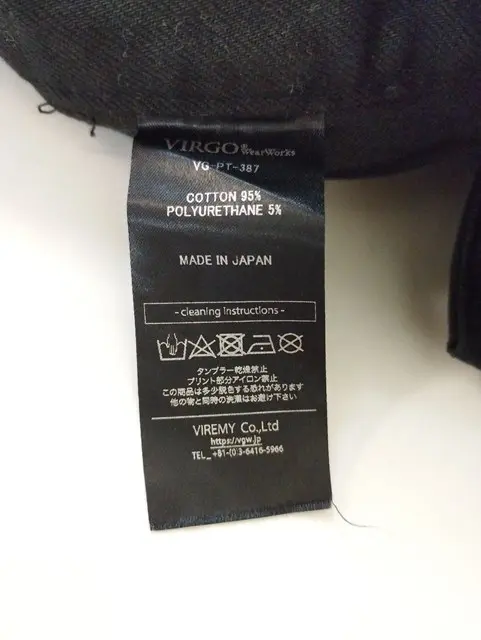 VIRGO
WearWorks
VG-PT-387
COTTON 95%
POLYURETHANE 5%
MADE IN JAPAN
- cleaning instructions -
タンブラー乾燥禁止
プリント部分アイロン禁止
この商品は多少脱色する恐れがあります
他の物と同時の洗濯はお避け下さい
VIREMY Co.,Ltd
https://vgw.jp
TEL_+81-(0)3-6416-5966